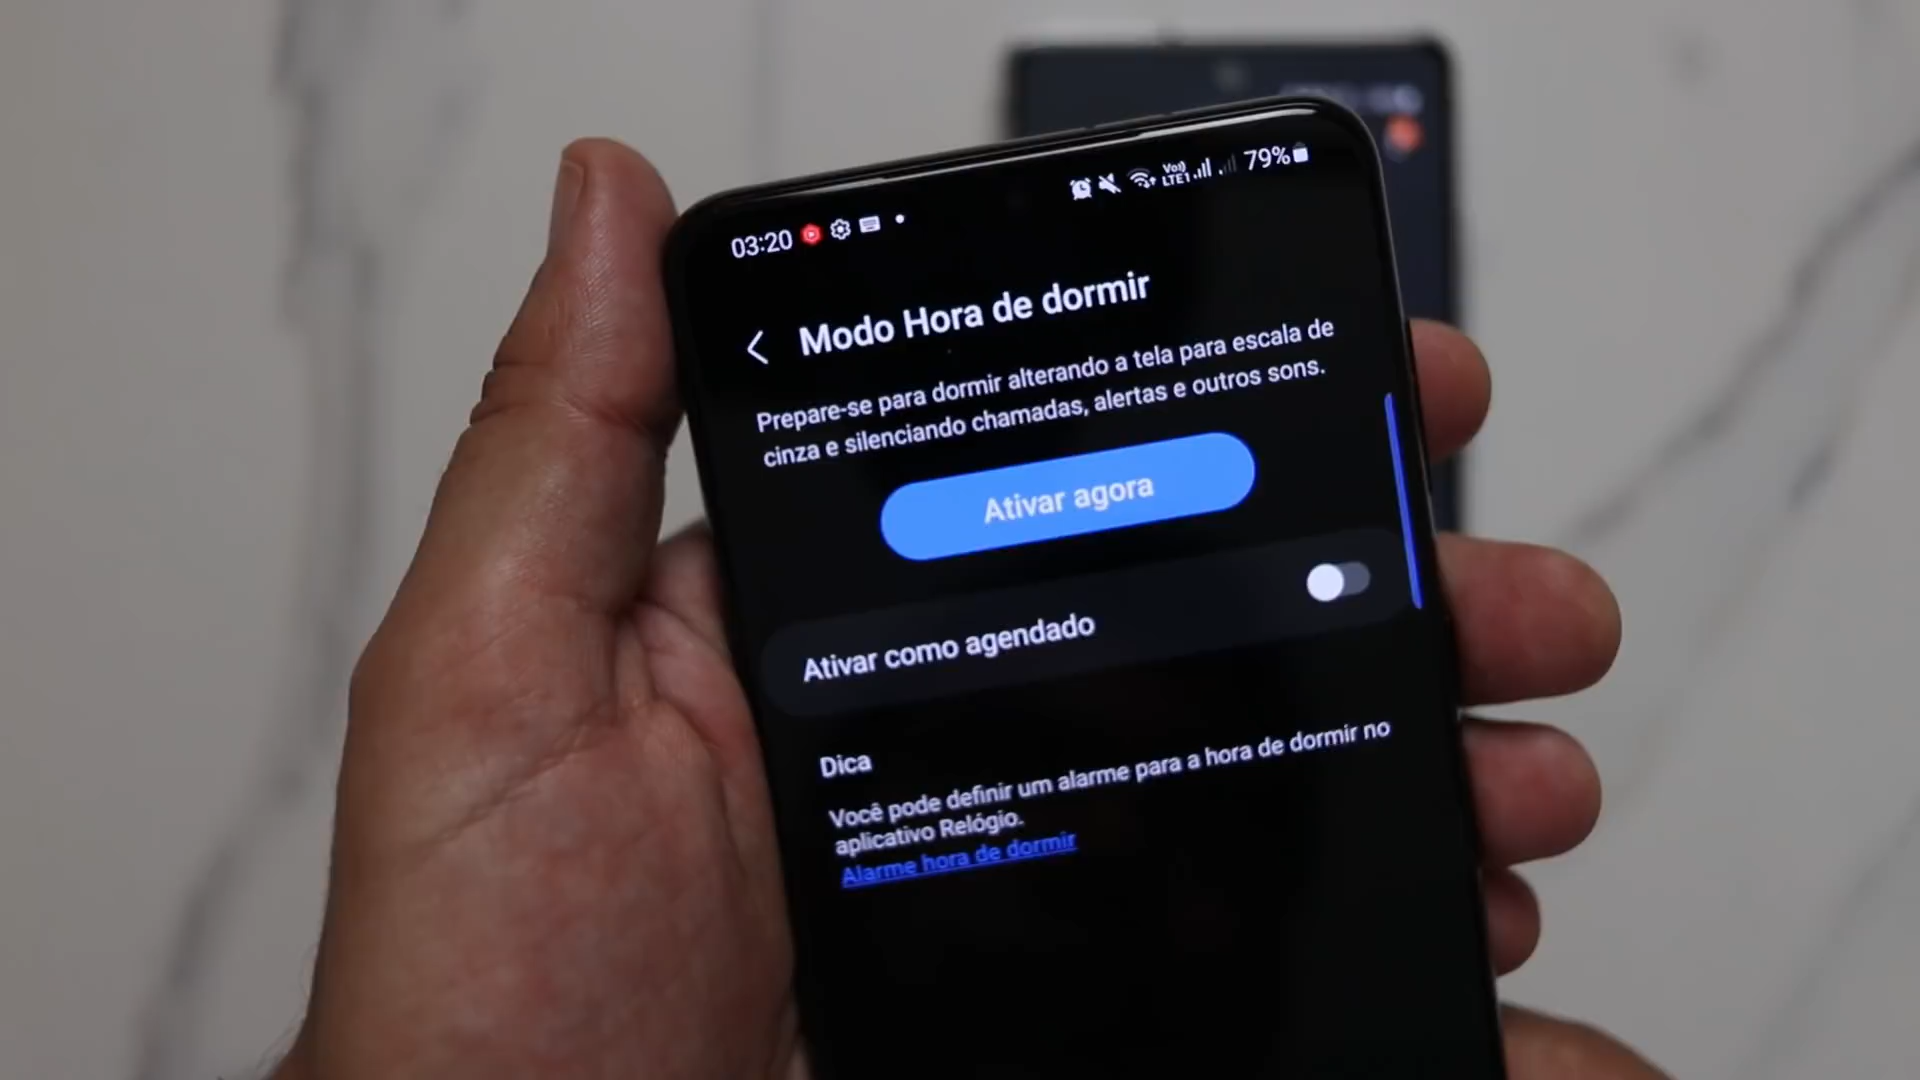 03:20
Vo)) LTE1 79%
Modo Hora de dormir
Prepare-se para dormir alterando a tela para escala de
cinza e silenciando chamadas, alertas e outros sons.
Ativar agora
Ativar como agendado
Dica
Você pode definir um alarme para a hora de dormir no
aplicativo Relógio.
Alarme hora de dormir